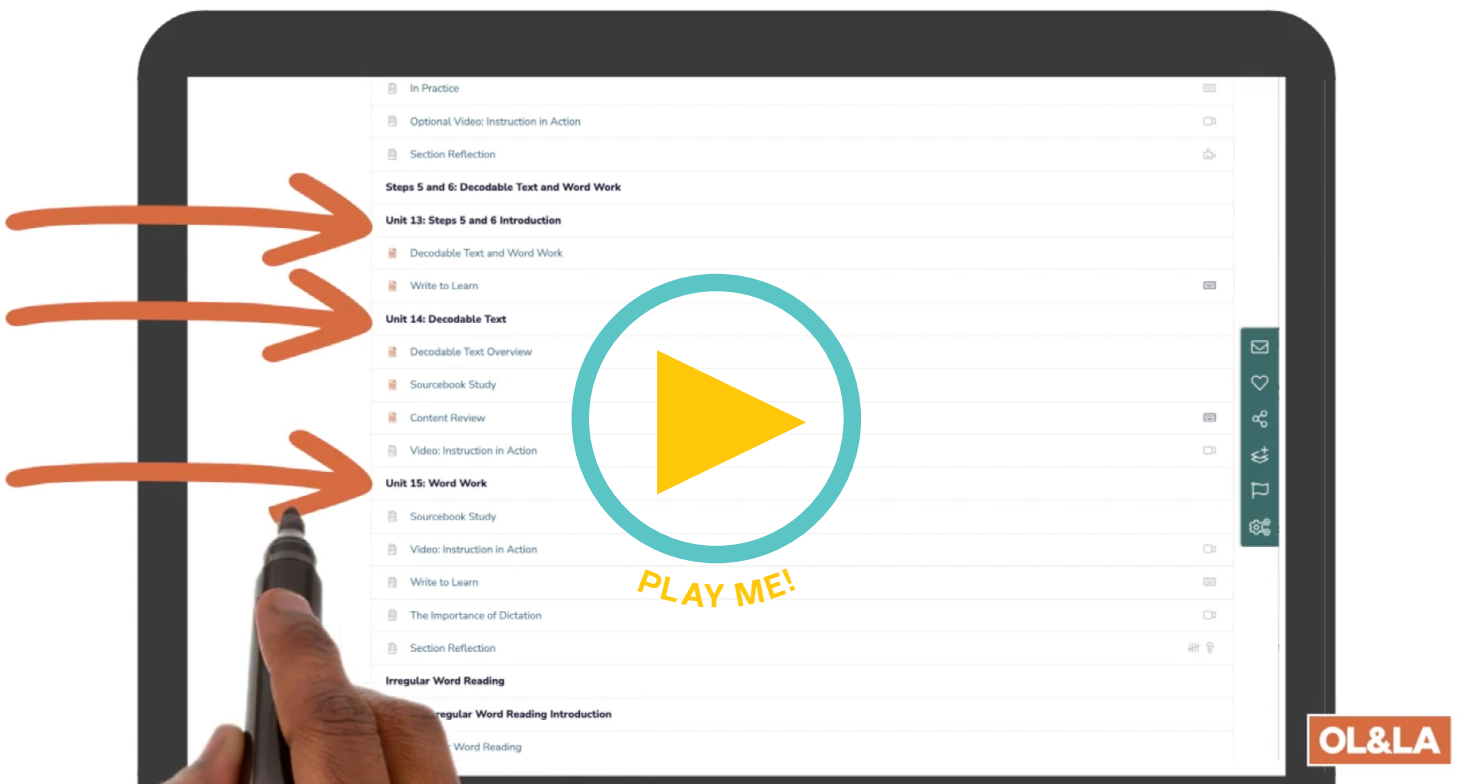 In Practice
Optional Video: Instruction in Action
Section Reflection
Steps 5 and 6: Decodable Text and Word Work
Unit 13: Steps 5 and 6 Introduction
Decodable Text and Word Work
Write to Learn
Unit 14: Decodable Text
Decodable Text Overview
Sourcebook Study
Content Review
Video: Instruction in Action
Unit 15: Word Work
Sourcebook Study
Video: Instruction in Action
Write to Learn
PLAY ME!
The Importance of Dictation
Section Reflection
Irregular Word Reading
regular Word Reading Introduction
Word Reading
OL&LA